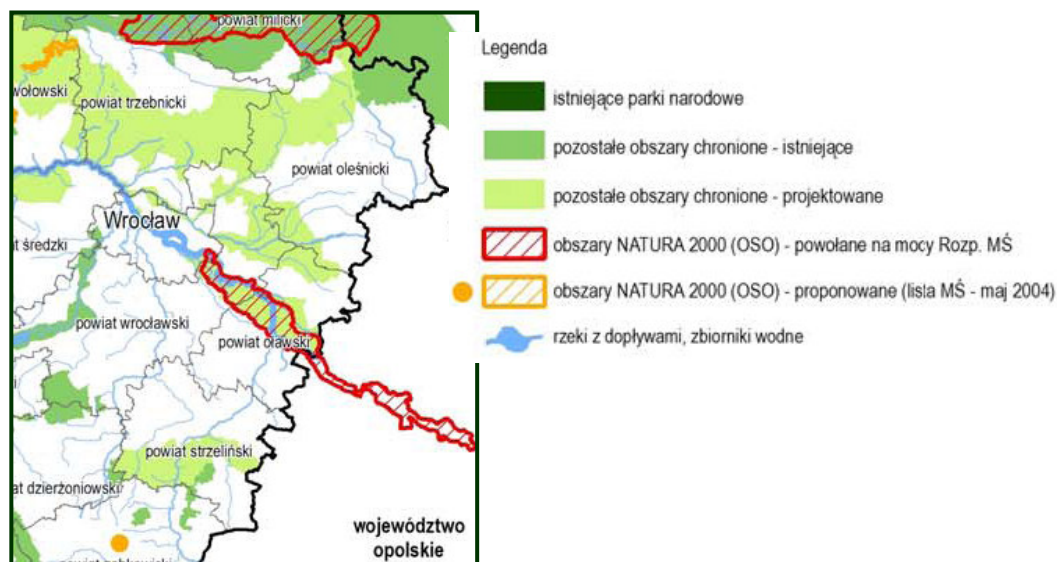 powiat milicki
wołowski
powiat trzebnicki
powiat oleśnicki
Wrocław
średzki
powiat wrocławski
powiat oławski
powiat strzeliński
dzierżoniowski
województwo
opolskie
powiat
Legenda
istniejące parki narodowe
pozostałe obszary chronione - istniejące
pozostałe obszary chronione - projektowane
obszary NATURA 2000 (OSO) - powołane na mocy Rozp. MŚ
obszary NATURA 2000 (OSO) - proponowane (lista MŚ - maj 2004)
rzeki z dopływami, zbiorniki wodne